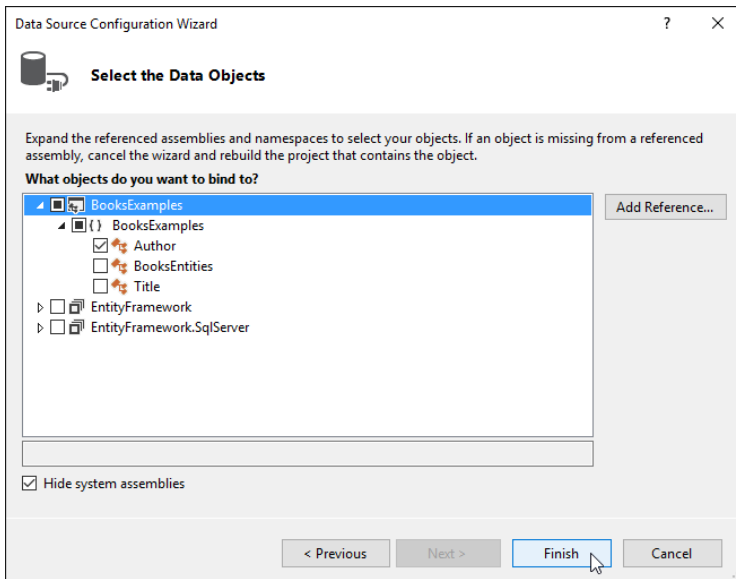 Data Source Configuration Wizard ?
Select the Data Objects
Expand the referenced assemblies and namespaces to select your objects. If an object is missing from a referenced
assembly, cancel the wizard and rebuild the project that contains the object.
What objects do you want to bind to?
BooksExamples
Add Reference...
{ } BooksExamples
Author
BooksEntities
Title
EntityFramework
EntityFramework.SqlServer
Hide system assemblies
< Previous Next > Finish Cancel